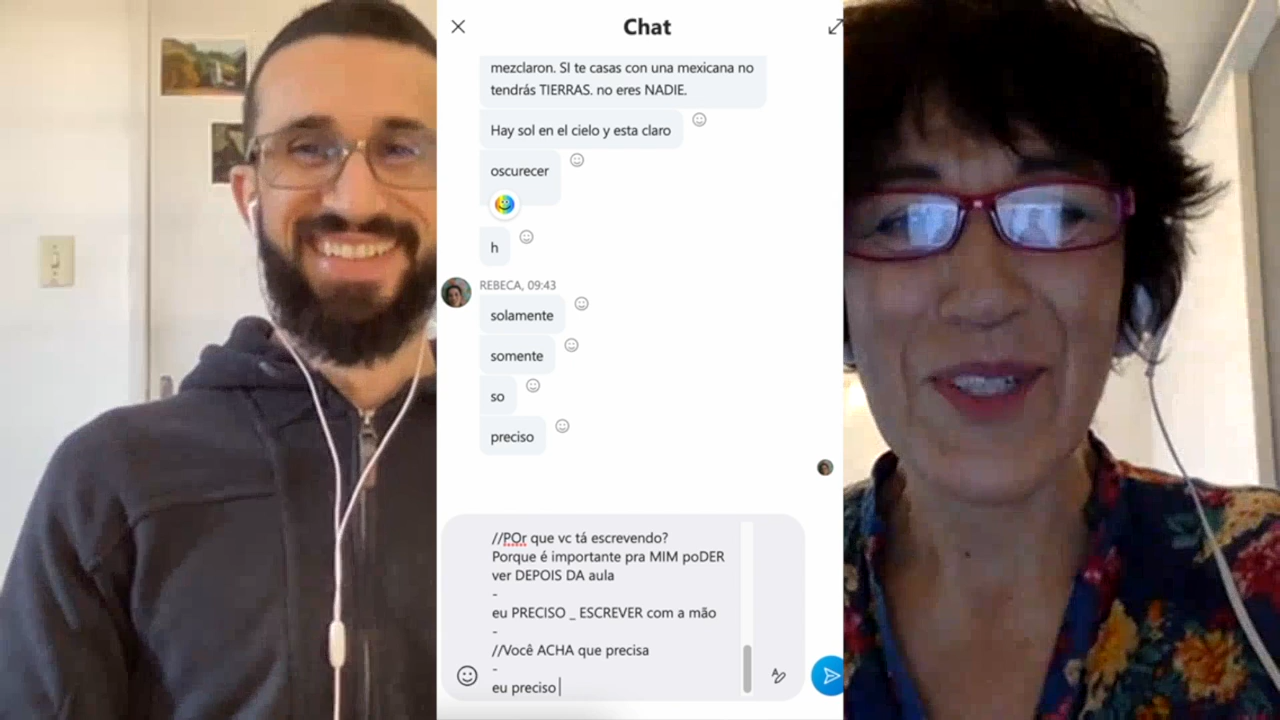 Chat
mezclaron. SI te casas con una mexicana no
tendrás TIERRAS. no eres NADIE.
Hay sol en el cielo y esta claro
oscurecer
h
REBECA, 09:43
solamente
somente
so
preciso
//POr que vc tá escrevendo?
Porque é importante pra MIM poDER
ver DEPOIS DA aula
-
eu PRECISO _ ESCREVER com a mão
-
//Você ACHA que precisa
-
eu preciso